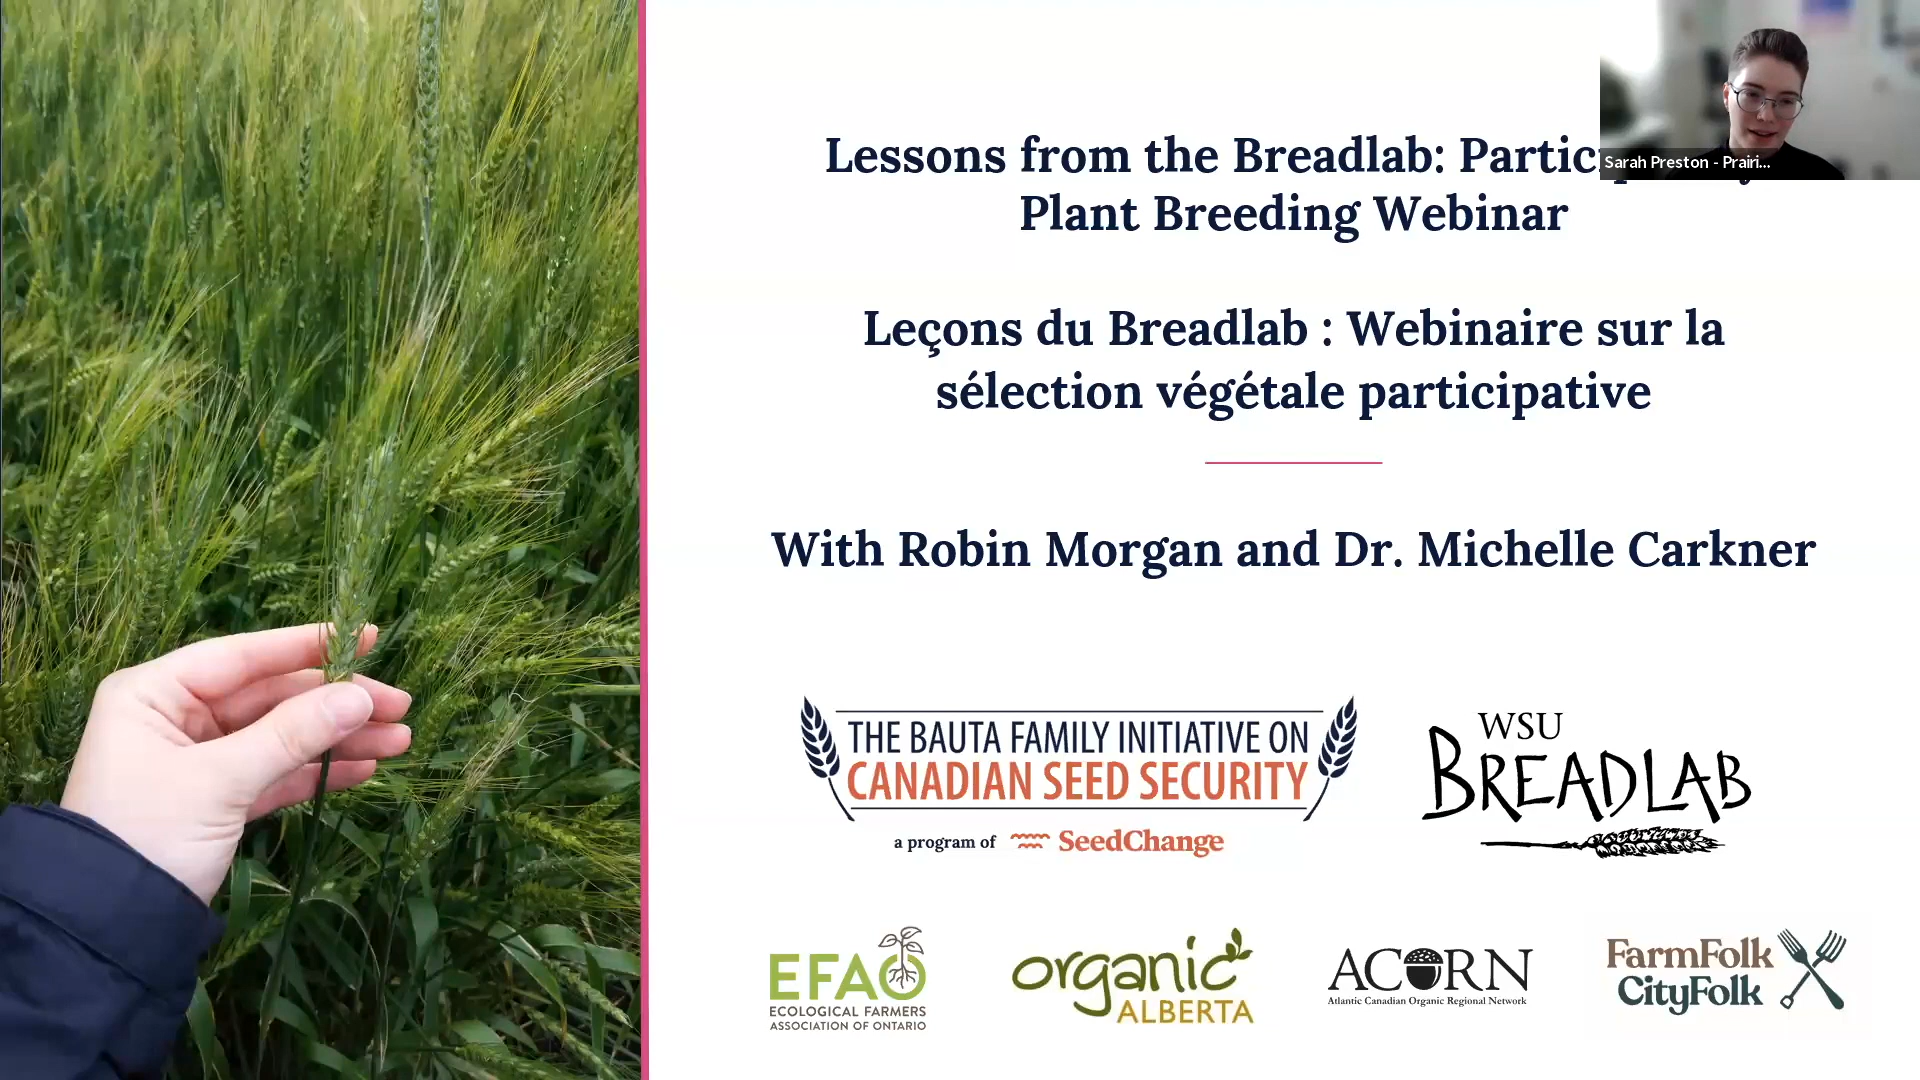 Lessons from the Breadlab:
Plant Breeding Webinar
Leçons du Breadlab : Webinaire sur la
sélection végétale participative
With Robin Morgan and Dr. Michelle Carkner
Sarah Preston - Prairi...
THE BAUTA FAMILY INITIATIVE ON
CANADIAN SEED SECURITY
a program of SeedChange
WSU
BREADLAB
EFAO
ECOLOGICAL FARMERS
ASSOCIATION OF ONTARIO
organic
ALBERTA
ACORN
Atlantic Canadian Organic Regional Network
FarmFolk
CityFolk